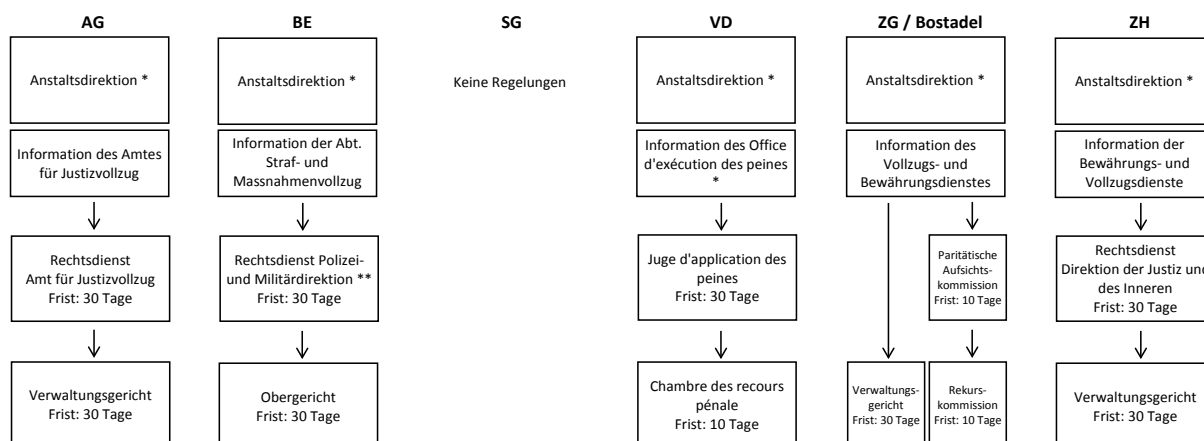 AG
Anstaltsdirektion *
Information des Amtes
für Justizvollzug
Rechtsdienst
Amt für Justizvollzug
Frist: 30 Tage
Verwaltungsgericht
Frist: 30 Tage
BE
Anstaltsdirektion *
Information der Abt.
Straf- und
Massnahmenvollzug
Rechtsdienst Polizei-
und Militärdirektion **
Frist: 30 Tage
Obergericht
Frist: 30 Tage
SG
Keine Regelungen
VD
Anstaltsdirektion *
Information des Office
d'exécution des peines
*
Juge d'application des
peines
Frist: 30 Tage
Chambre des recours
pénale
Frist: 10 Tage
ZG / Bostadel
Anstaltsdirektion *
Information des
Vollzugs- und
Bewährungsdienstes
Paritätische
Aufsichts-
kommission
Frist: 10 Tage
Verwaltungs-
gericht
Frist: 30 Tage
Rekurs-
kommission
Frist: 10 Tage
ZH
Anstaltsdirektion *
Information der
Bewährungs- und
Vollzugsdienste
Rechtsdienst
Direktion der Justiz und
des Inneren
Frist: 30 Tage
Verwaltungsgericht
Frist: 30 Tage